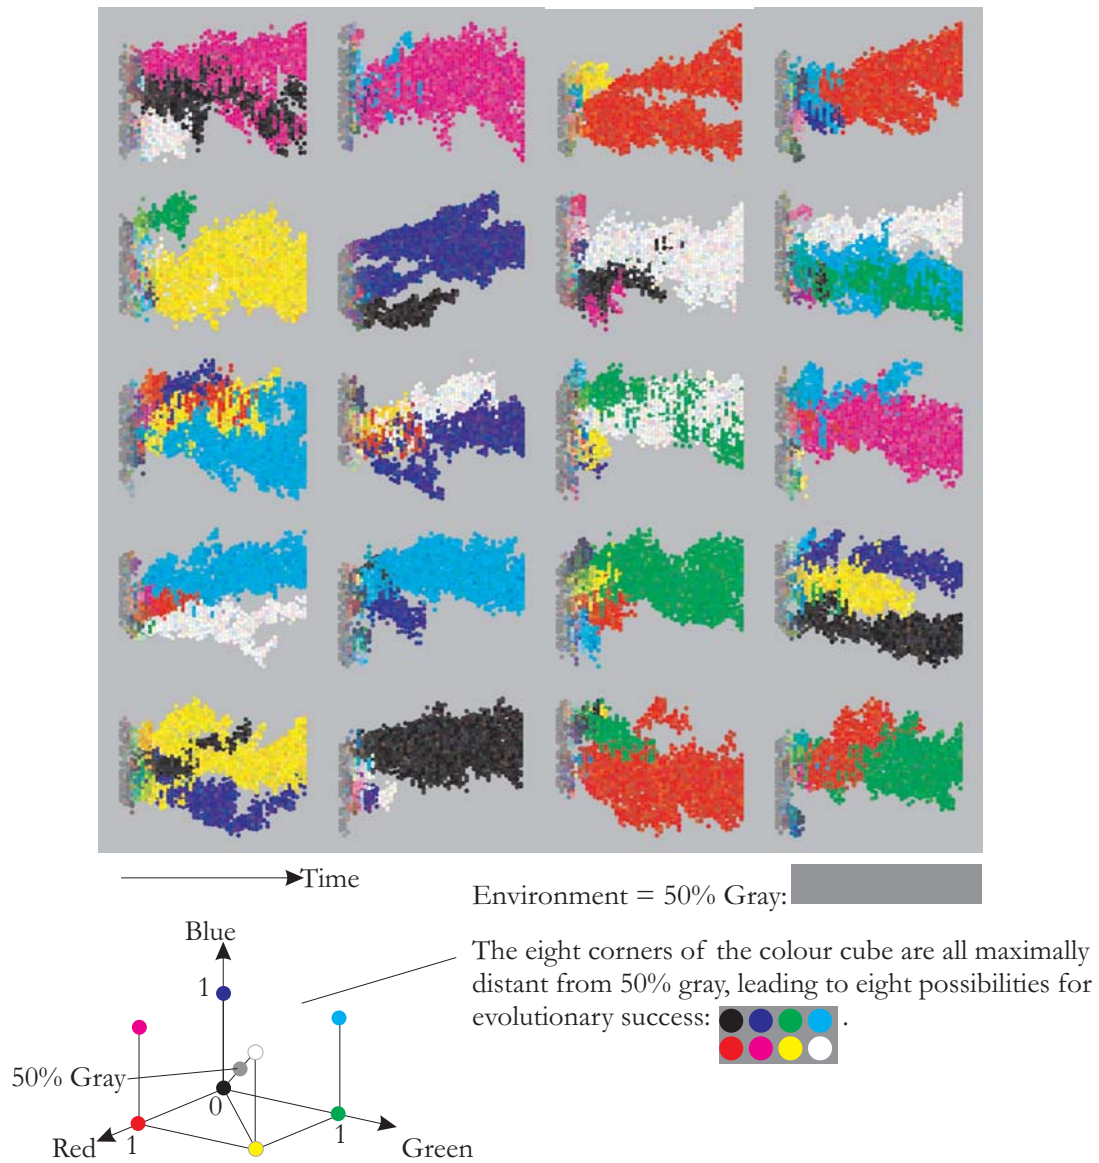 Time
Environment = 50% Gray:
The eight corners of the colour cube are all maximally
distant from 50% gray, leading to eight possibilities for
evolutionary success: .
Blue
1
50% Gray
0
Red
1
1
Green